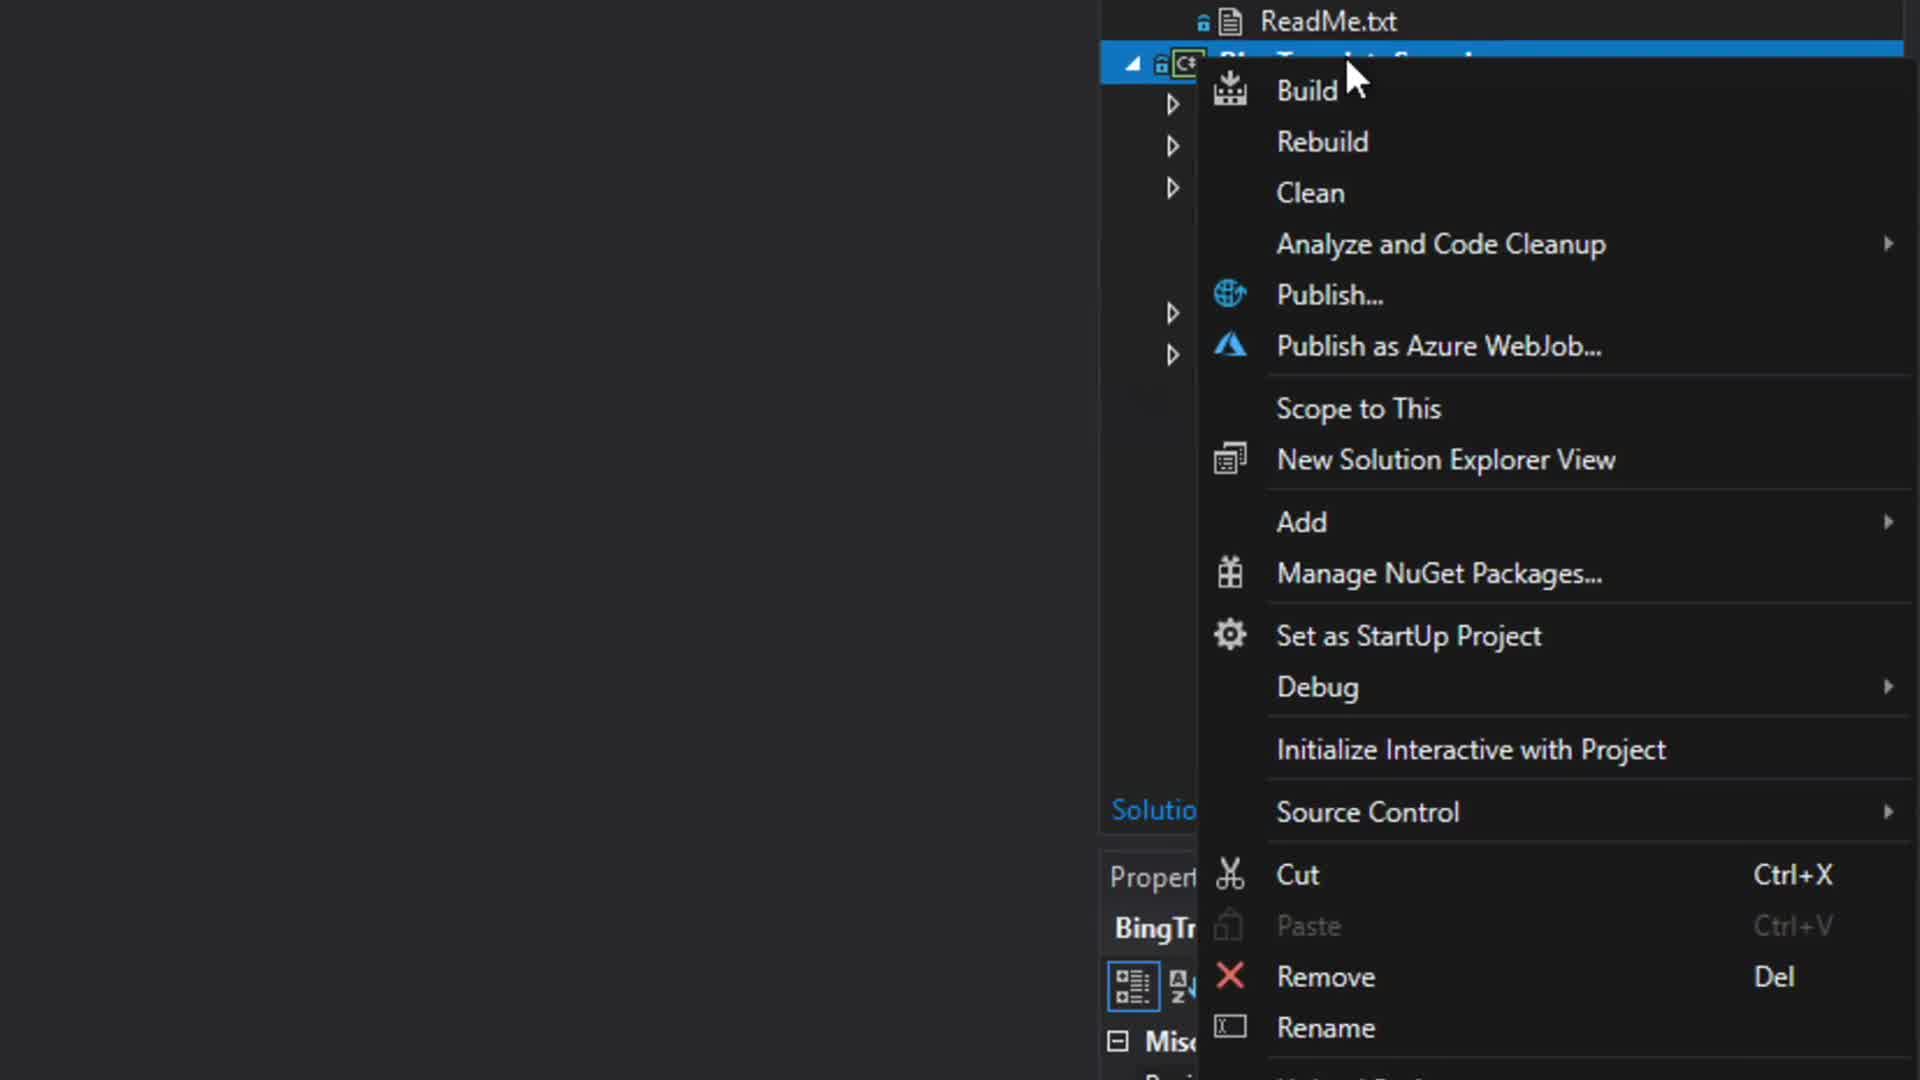 ReadMe.txt
C#
Build
Rebuild
Clean
Analyze and Code Cleanup
Publish...
Publish as Azure WebJob...
Scope to This
New Solution Explorer View
Add
Manage NuGet Packages...
Set as StartUp Project
Debug
Initialize Interactive with Project
Solutio
Source Control
Propert
Cut Ctrl+X
BingTr
Paste Ctrl+V
Remove Del
Misc
Rename